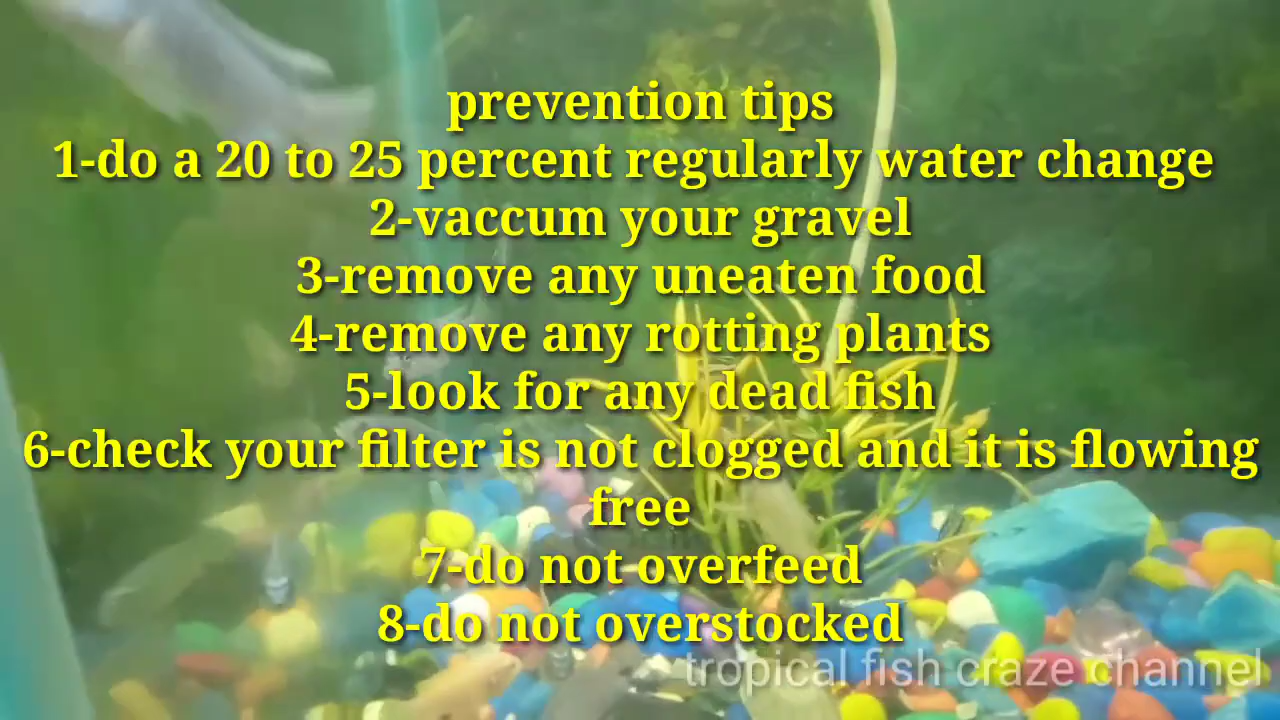 prevention tips
1-do a 20 to 25 percent regularly water change
2-vaccum your gravel
3-remove any uneaten food
4-remove any rotting plants
5-look for any dead fish
6-check your filter is not clogged and it is flowing
free
7-do not overfeed
8-do not overstocked
tropical fish craze channel